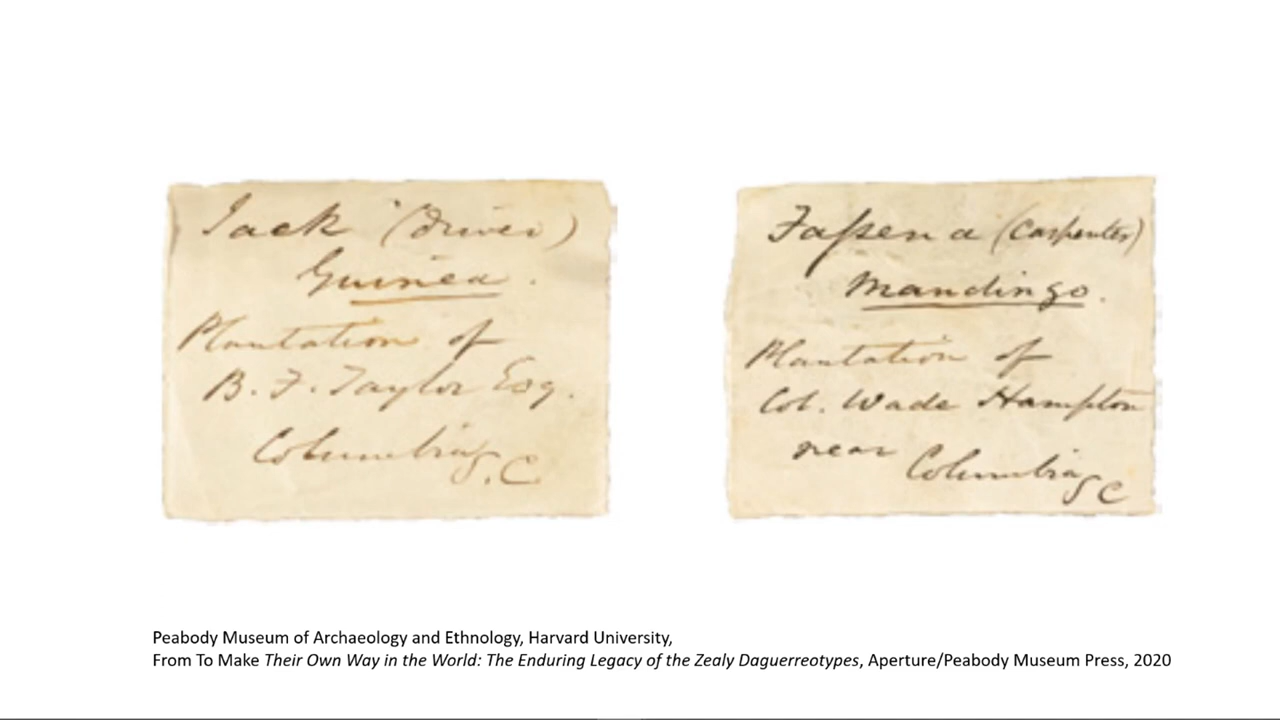 Jack (driver)
Guinea.
Plantation of
B. F. Taylor Esq.
Columbia S.C
Fassena (Carpenter)
Mandingo.
Plantation of
Col. Wade Hampton
near Columbia SC
Peabody Museum of Archaeology and Ethnology, Harvard University,
From To Make Their Own Way in the World: The Enduring Legacy of the Zealy Daguerreotypes, Aperture/Peabody Museum Press, 2020